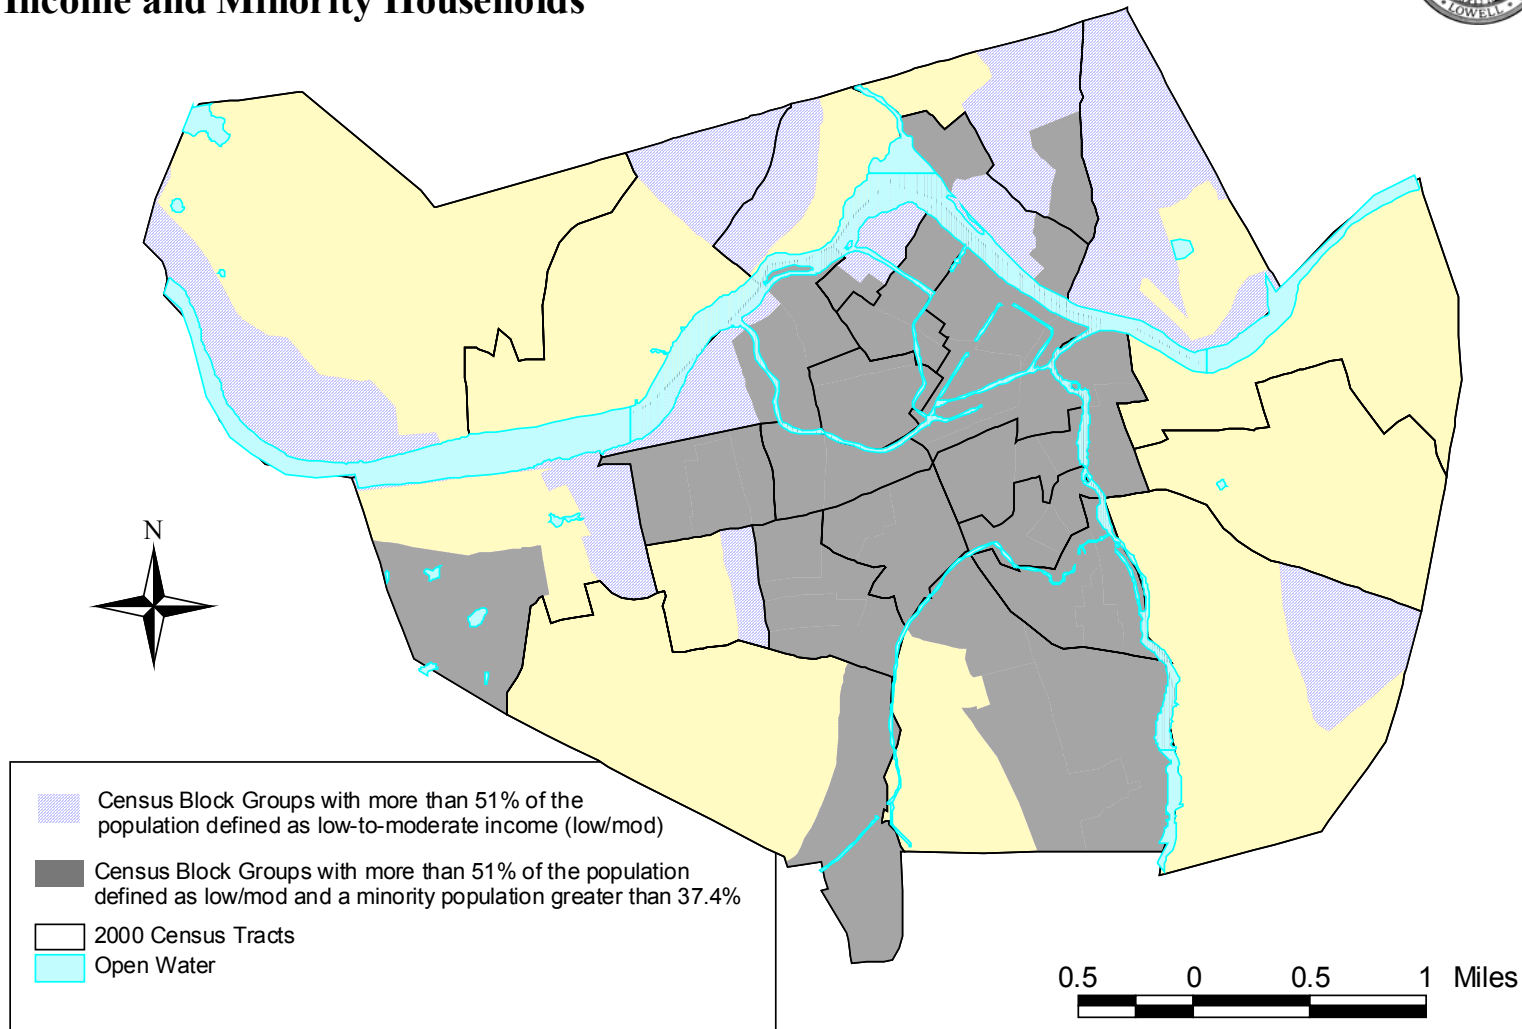 Income and Minority Households
LOWELL
N
Census Block Groups with more than 51% of the
population defined as low-to-moderate income (low/mod)
Census Block Groups with more than 51% of the population
defined as low/mod and a minority population greater than 37.4%
2000 Census Tracts
Open Water
0.5 0 0.5 1 Miles